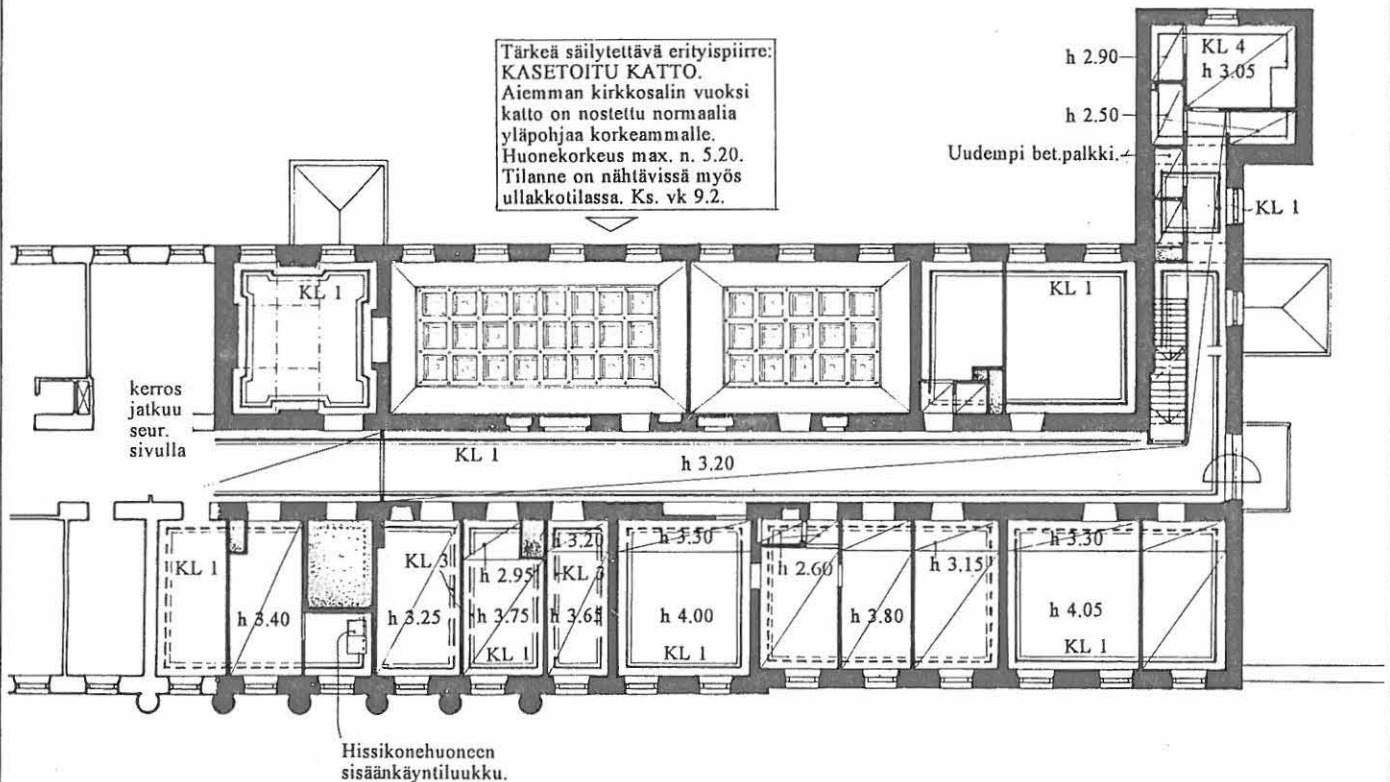 Tärkeä säilytettävä erityispiirre:
KASETOITU KATTO.
Aiemman kirkkosalin vuoksi
katto on nostettu normaalia
yläpohjaa korkeammalle.
Huonekorkeus max. n. 5.20.
Tilanne on nähtävissä myös
ullakkotilassa. Ks. vk 9.2.
h 2.90
KL 4
h 3.05
h 2.50
Uudempi bet.palkki.
KL 1
KL 1
KL 1
kerros
jatkuu
seur.
sivulla
KL 1
h 3.20
KL 1
h 3.40
KL 3
h 3.25
h 2.95
h 3.75
KL 1
h 3.20
KL 3
h 3.65
h 3.50
h 4.00
KL 1
h 2.60
h 3.80
h 3.15
h 3.30
h 4.05
KL 1
Hissikonehuoneen
sisäänkäyntiluukku.